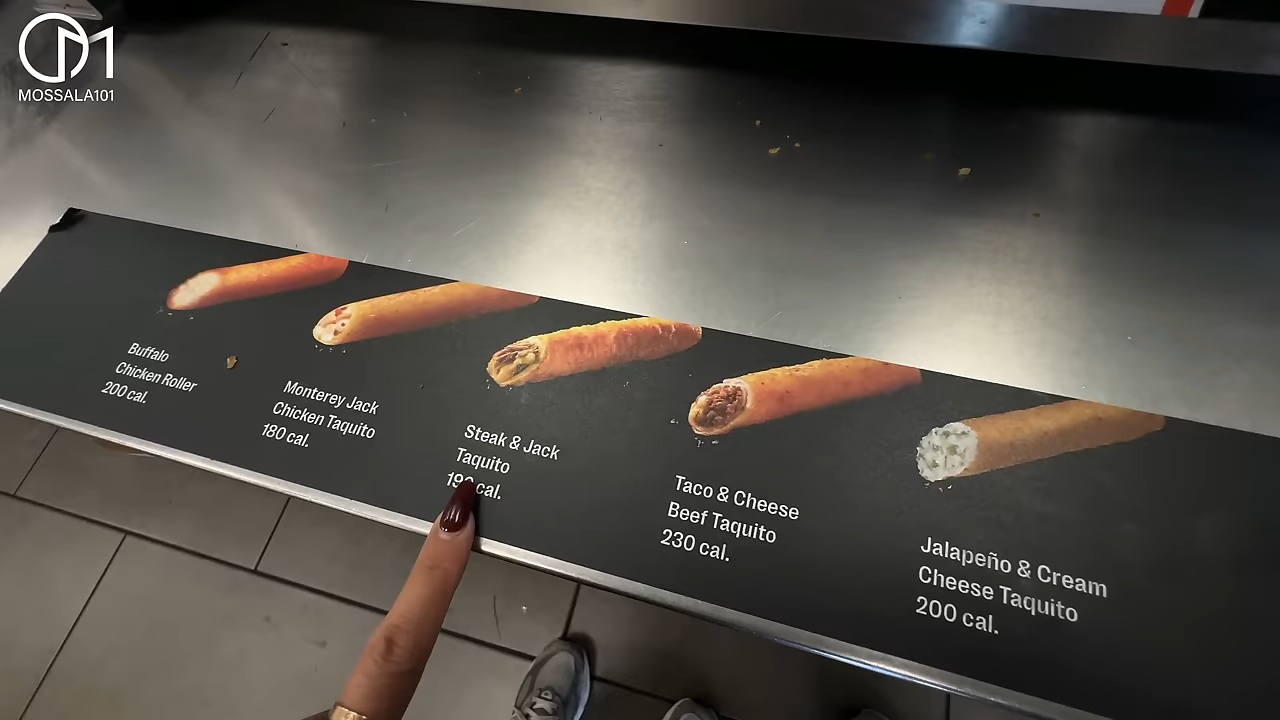 MOSSALA101
Buffalo
Chicken Roller
200 cal.
Monterey Jack
Chicken Taquito
180 cal.
Steak & Jack
Taquito
cal.
Taco & Cheese
Beef Taquito
230 cal.
Jalapeño & Cream
Cheese Taquito
200 cal.